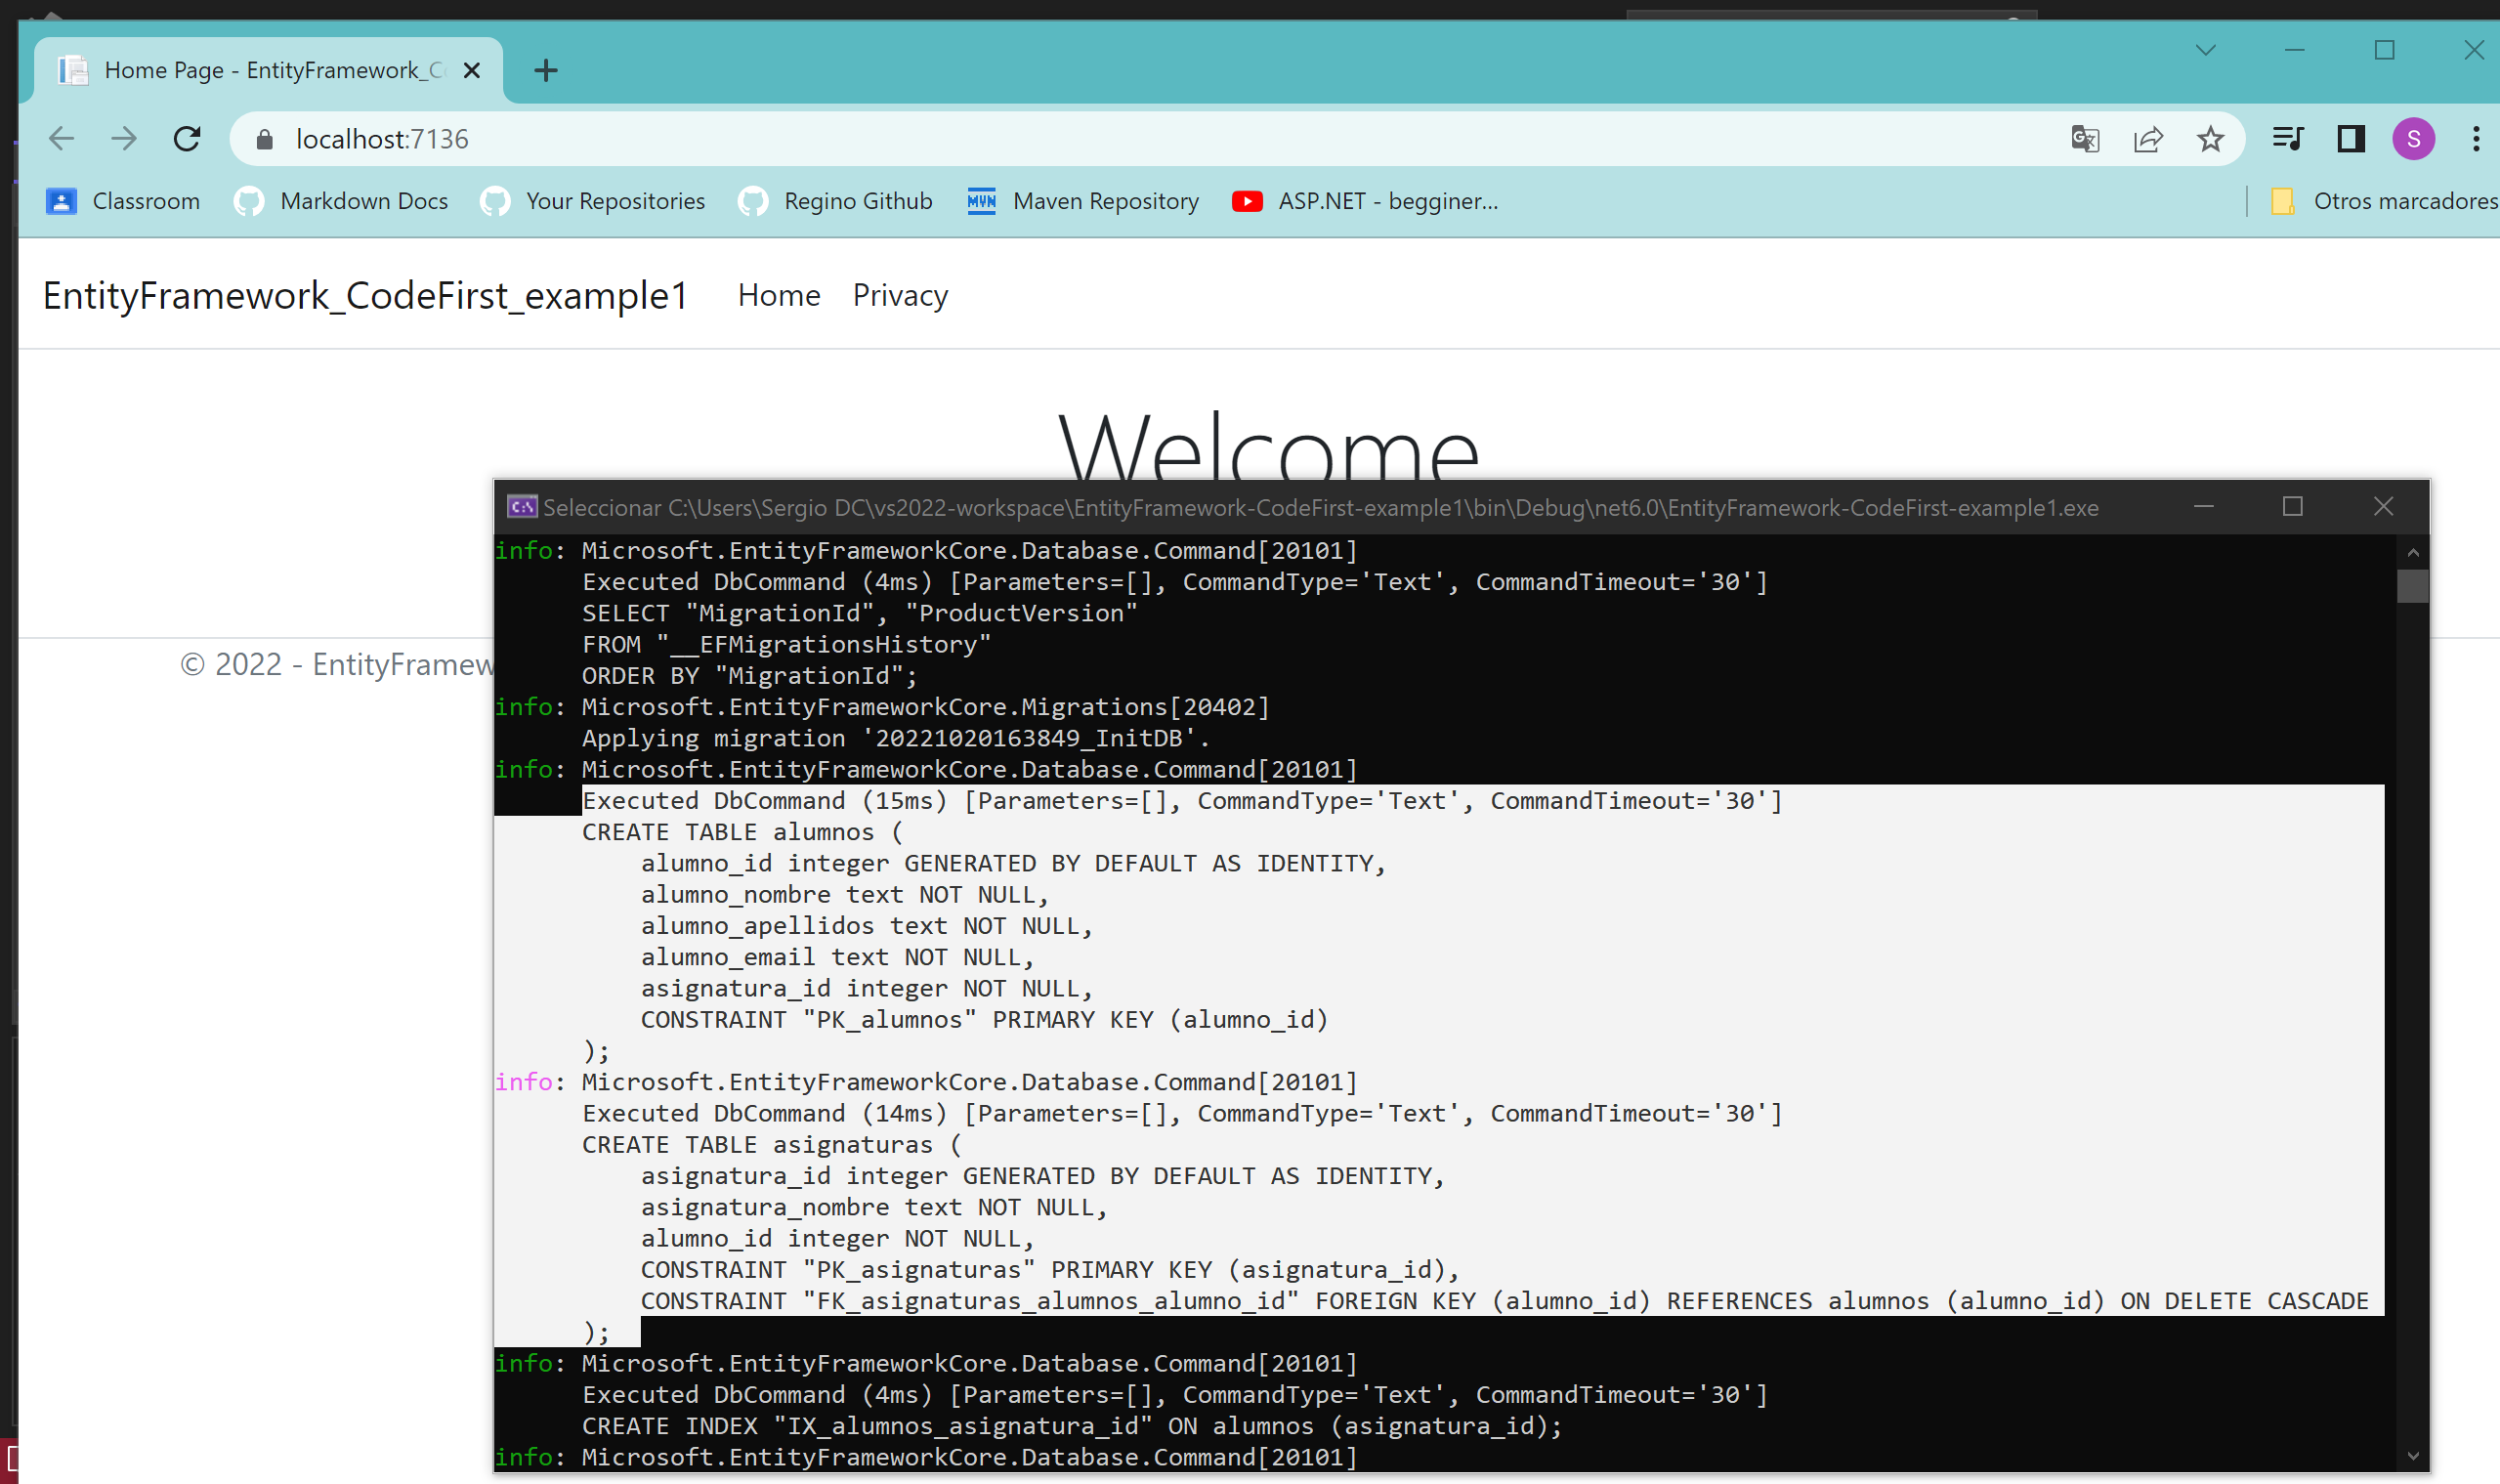 Home Page - EntityFramework_C
localhost:7136
S
Classroom
Markdown Docs
Your Repositories
Regino Github
Maven Repository
ASP.NET - begginer...
Otros marcadores
EntityFramework_CodeFirst_example1 Home Privacy
Welcome
© 2022 - EntityFramew
Seleccionar C:\Users\Sergio DC\vs2022-workspace\EntityFramework-CodeFirst-example1\bin\Debug\net6.0\EntityFramework-CodeFirst-example1.exe
info: Microsoft.EntityFrameworkCore.Database.Command[20101]
Executed DbCommand (4ms) [Parameters=[], CommandType='Text', CommandTimeout='30']
SELECT "MigrationId", "ProductVersion"
FROM "__EFMigrationsHistory"
ORDER BY "MigrationId";
info: Microsoft.EntityFrameworkCore.Migrations[20402]
Applying migration '20221020163849_InitDB'.
info: Microsoft.EntityFrameworkCore.Database.Command[20101]
Executed DbCommand (15ms) [Parameters=[], CommandType='Text', CommandTimeout='30']
CREATE TABLE alumnos (
alumno_id integer GENERATED BY DEFAULT AS IDENTITY,
alumno_nombre text NOT NULL,
alumno_apellidos text NOT NULL,
alumno_email text NOT NULL,
asignatura_id integer NOT NULL,
CONSTRAINT "PK_alumnos" PRIMARY KEY (alumno_id)
);
info: Microsoft.EntityFrameworkCore.Database.Command[20101]
Executed DbCommand (14ms) [Parameters=[], CommandType='Text', CommandTimeout='30']
CREATE TABLE asignaturas (
asignatura_id integer GENERATED BY DEFAULT AS IDENTITY,
asignatura_nombre text NOT NULL,
alumno_id integer NOT NULL,
CONSTRAINT "PK_asignaturas" PRIMARY KEY (asignatura_id),
CONSTRAINT "FK_asignaturas_alumnos_alumno_id" FOREIGN KEY (alumno_id) REFERENCES alumnos (alumno_id) ON DELETE CASCADE
);
info: Microsoft.EntityFrameworkCore.Database.Command[20101]
Executed DbCommand (4ms) [Parameters=[], CommandType='Text', CommandTimeout='30']
CREATE INDEX "IX_alumnos_asignatura_id" ON alumnos (asignatura_id);
info: Microsoft.EntityFrameworkCore.Database.Command[20101]